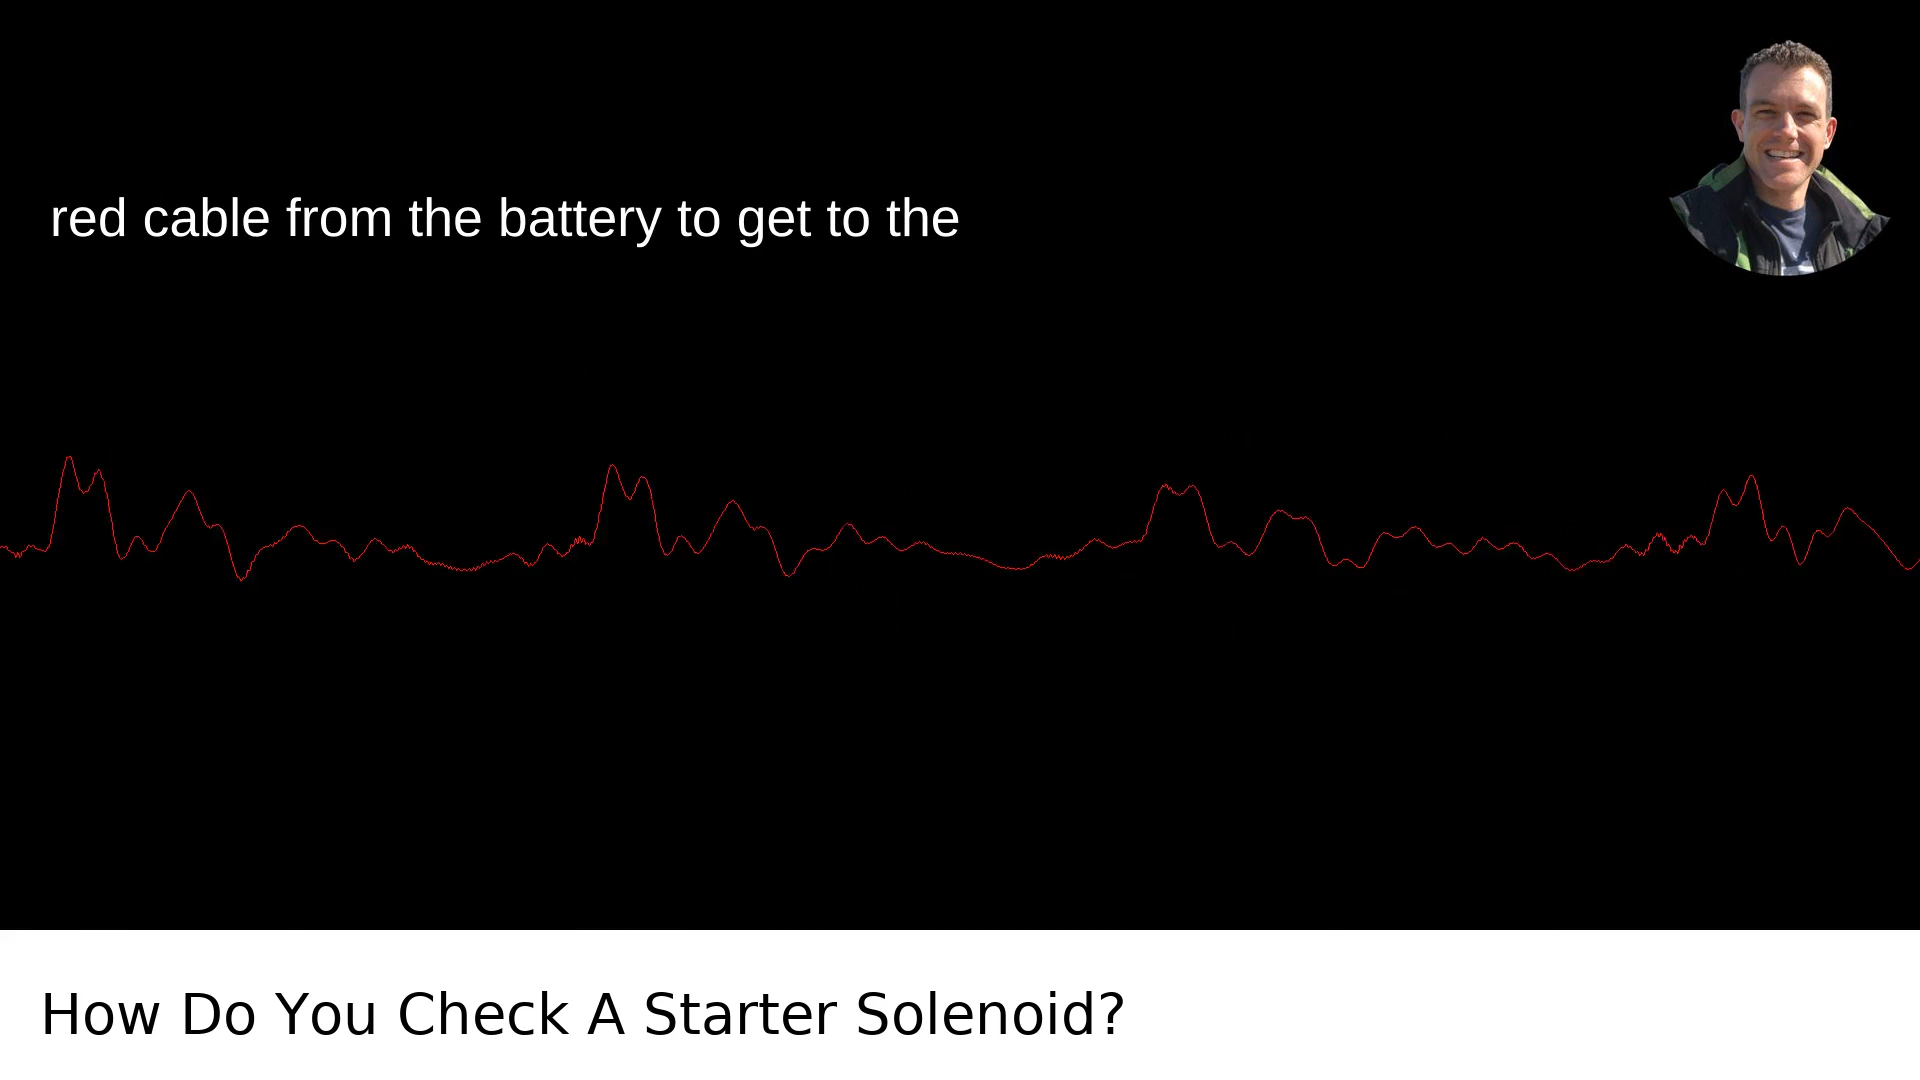 red cable from the battery to get to the
How Do You Check A Starter Solenoid?